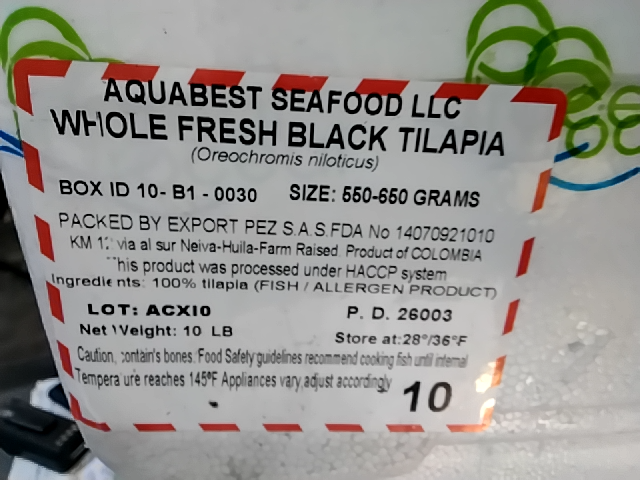 AQUABEST SEAFOOD LLC
WHOLE FRESH BLACK TILAPIA
(Oreochromis niloticus)
BOX ID 10- B1 - 0030 SIZE: 550-650 GRAMS
PACKED BY EXPORT PEZ S.A.S.FDA No 14070921010
KM 12 via al sur Neiva-Huila-Farm Raised. Product of COLOMBIA
This product was processed under HACCP system
Ingredients: 100% tilapia (FISH / ALLERGEN PRODUCT)
LOT: ACXI0 P. D. 26003
Net Weight: 10 LB Store at:28°/36°F
Caution, contain's bones. Food Safety guidelines recommend cooking fish until internal
Temperature reaches 145°F Appliances vary,adjust accordingly
10